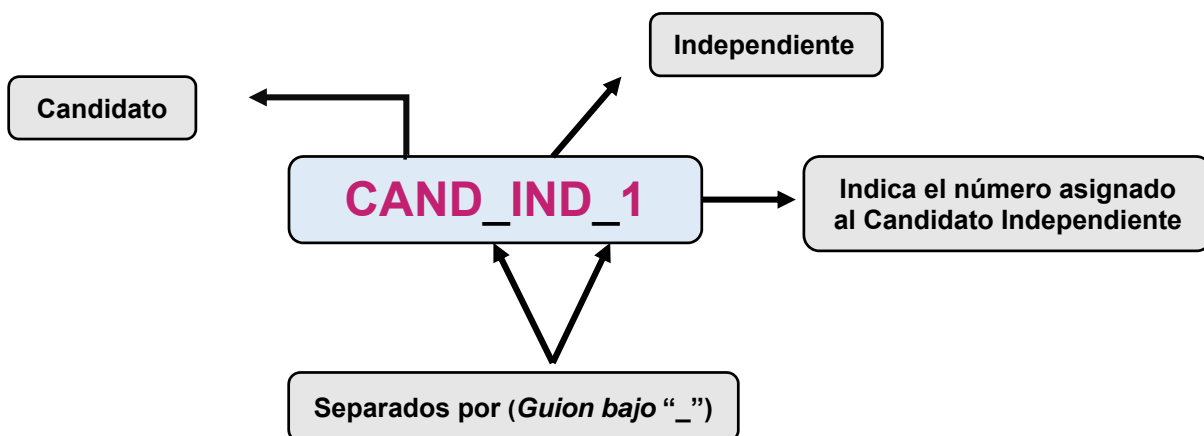 Independiente
Candidato
CAND_IND_1
Indica el número asignado
al Candidato Independiente
Separados por (Guion bajo “_”)